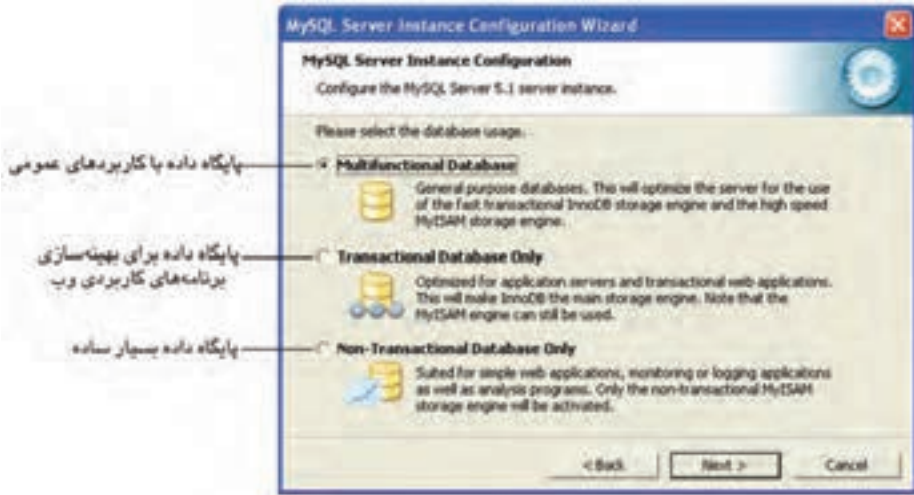 MySQL Server Instance Configuration Wizard
MySQL Server Instance Configuration
Configure the MySQL Server 5.1 server instance.
Please select the database usage.
پایگاه داده با کاربردهای عمومی
Multifunctional Database
General purpose databases. This will optimize the server for the use
of the fast transactional InnoDB storage engine and the high speed
MyISAM storage engine.
پایگاه داده برای بهینه‌سازی
برنامه‌های کاربردی وب
Transactional Database Only
Optimized for application servers and transactional web applications.
This will make InnoDB the main storage engine. Note that the
MyISAM engine can still be used.
پایگاه داده بسیار ساده
Non-Transactional Database Only
Suited for simple web applications, monitoring or logging applications
as well as analysis programs. Only the non-transactional MyISAM
storage engine will be activated.
< Back
Next >
Cancel